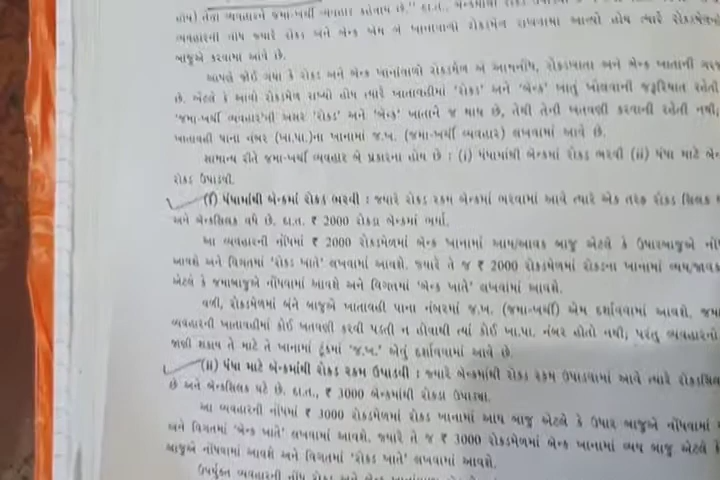 હોય) તેવા વ્યવહારને જમા-ખર્ચી વ્યવહાર કહેવાય છે." દા.ત.,
વ્યવહારની નોંધ જ્યારે રોકડ અને બેન્ક એમ બે ખાનાવાળો રોકડમેળ રાખવામાં આવ્યો હોય ત્યારે
બાજુએ કરવામાં આવે છે.
આપણે જોઈ ગયા કે રોકડ અને બેન્ક ખાનાંવાળો રોકડમેળ એ આમનોંધ, રોકડખાતા અને બેન્ક ખાતાની
છે. એટલે કે આવો રોકડમેળ રાખ્યો હોય ત્યારે ખાતાવહીમાં 'રોકડ' અને 'બેન્ક' ખાતું ખોલવાની જરૂરિયાત રહેતી
'જમા-ખર્ચી વ્યવહાર'ની અસર 'રોકડ' અને 'બેન્ક' ખાતાને જ થાય છે, તેથી તેની ખતવણી કરવાની રહેતી નથી;
ખાતાવહી પાના નંબર (ખા.પા.)ના ખાનામાં જ.ખ. (જમા-ખર્ચી વ્યવહાર) લખવામાં આવે છે.
સામાન્ય રીતે જમા-ખર્ચી વ્યવહાર બે પ્રકારના હોય છે : (i) ધંધામાંથી બેન્કમાં રોકડ ભરવી (ii) ધંધા માટે
રોકડ ઉપાડવી.
(i) ધંધામાંથી બેન્કમાં રોકડ ભરવી : જ્યારે રોકડ રકમ બેન્કમાં ભરવામાં આવે ત્યારે એક તરફ રોકડ સિલક
અને બેન્કસિલક વધે છે. દા.ત. ₹ 2000 રોકડા બેન્કમાં ભર્યા.
આ વ્યવહારની નોંધમાં ₹ 2000 રોકડમેળમાં બેન્ક ખાનામાં આવક બાજુ એટલે કે ઉધારબાજુએ
આવશે અને વિગતમાં 'રોકડ ખાતે' લખવામાં આવશે. જ્યારે તે જ ₹ 2000 રોકડમેળમાં રોકડના ખાનામાં
એટલે કે જમાબાજુએ નોંધવામાં આવશે અને વિગતમાં 'બેન્ક ખાતે' લખવામાં આવશે.
વળી, રોકડમેળમાં બંને બાજુએ ખાતાવહી પાના નંબરમાં જ.ખ. (જમા-ખર્ચી) એમ દર્શાવવામાં આવશે.
વ્યવહારની ખાતાવહીમાં કોઈ ખતવણી કરવી પડતી ન હોવાથી ત્યાં કોઈ ખા.પા. નંબર હોતો નથી; પરંતુ વ્યવહારનો
જાણી શકાય તે માટે તે ખાનામાં ટૂંકમાં 'જ.ખ.' એવું દર્શાવવામાં આવે છે.
(ii) ધંધા માટે બેન્કમાંથી રોકડ રકમ ઉપાડવી : જ્યારે બેન્કમાંથી રોકડ રકમ ઉપાડવામાં આવે ત્યારે
છે અને બેન્કસિલક ઘટે છે. દા.ત., ₹ 3000 બેન્કમાંથી રોકડા ઉપાડ્યા.
આ વ્યવહારની નોંધમાં ₹ 3000 રોકડમેળમાં રોકડ ખાનામાં આવક બાજુ એટલે કે ઉધાર બાજુએ નોંધવામાં
અને વિગતમાં 'બેન્ક ખાતે' લખવામાં આવશે. જ્યારે તે જ ₹ 3000 રોકડમેળમાં બેન્ક ખાનામાં બાજુ એટલે કે
બાજુએ નોંધવામાં આવશે અને વિગતમાં 'રોકડ ખાતે' લખવામાં આવશે.
ઉપર્યુક્ત વ્યવહારની નોંધ રોકડ અને બેન્ક